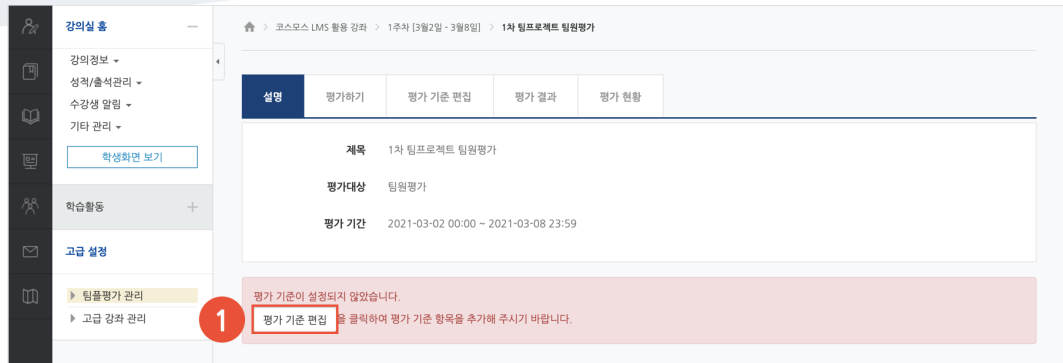 강의실 홈
강의정보
성적/출석관리
수강생 알림
기타 관리
학생화면 보기
학습활동
고급 설정
팀플평가 관리
고급 강좌 관리
코스모스 LMS 활용 강좌 > 1주차 [3월2일 - 3월8일] > 1차 팀프로젝트 팀원평가
설명 평가하기 평가 기준 편집 평가 결과 평가 현황
제목 1차 팀프로젝트 팀원평가
평가대상 팀원평가
평가 기간 2021-03-02 00:00 ~ 2021-03-08 23:59
평가 기준이 설정되지 않았습니다.
1 평가 기준 편집 을 클릭하여 평가 기준 항목을 추가해 주시기 바랍니다.